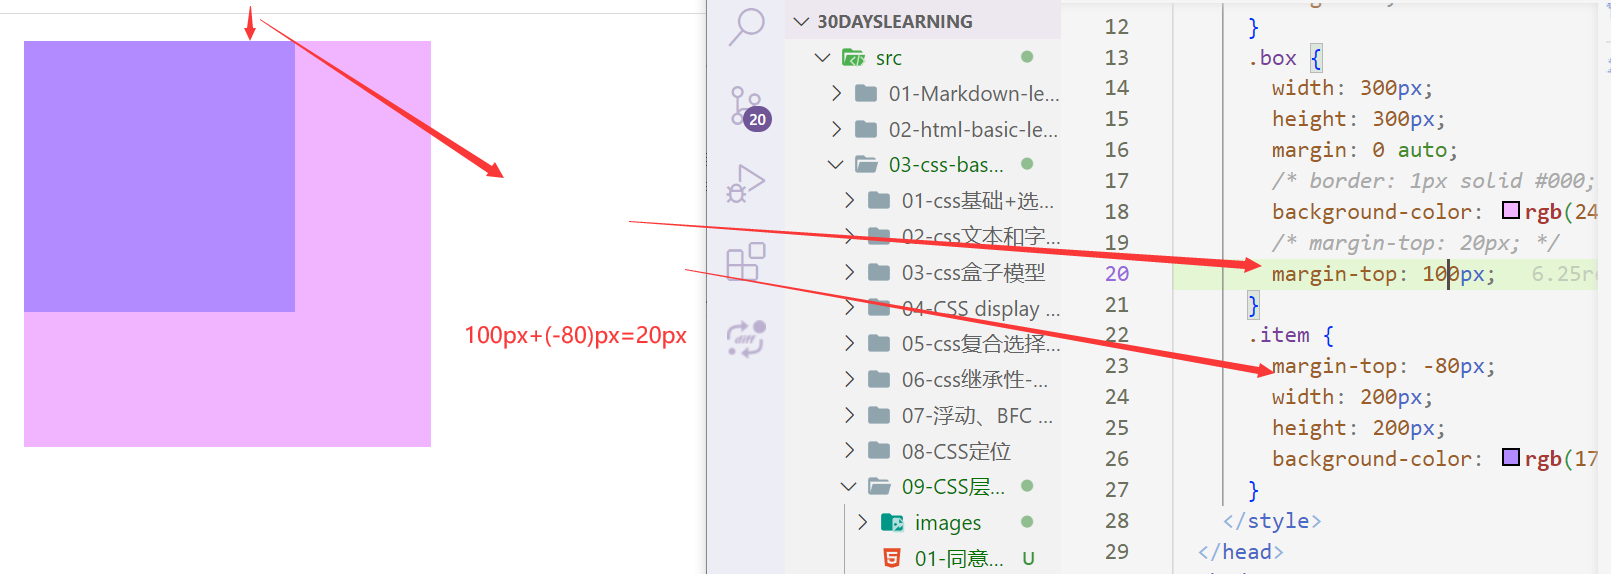 100px+(-80)px=20px
20
30DAYSLEARNING
src
01-Markdown-le...
02-html-basic-le...
03-css-bas...
01-css基础+选...
02-css文本和字...
03-css盒子模型
04-CSS display ...
05-css复合选择...
06-css继承性-...
07-浮动、BFC ...
08-CSS定位
09-CSS层...
images
01-同意... U
diff
12 }
13 .box {
14 width: 300px;
15 height: 300px;
16 margin: 0 auto;
17 /* border: 1px solid #000;
18 background-color: rgb(24
19 /* margin-top: 20px; */
20 margin-top: 100px; 6.25re
21 }
22 .item {
23 margin-top: -80px;
24 width: 200px;
25 height: 200px;
26 background-color: rgb(17
27 }
28 </style>
29 </head>